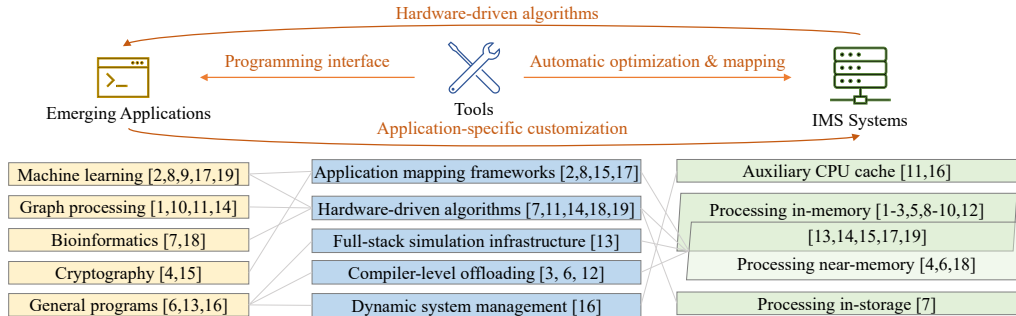 Hardware-driven algorithms
Programming interface
Automatic optimization & mapping
Emerging Applications
Tools
IMS Systems
Application-specific customization
Machine learning [2,8,9,17,19]
Graph processing [1,10,11,14]
Bioinformatics [7,18]
Cryptography [4,15]
General programs [6,13,16]
Application mapping frameworks [2,8,15,17]
Hardware-driven algorithms [7,11,14,18,19]
Full-stack simulation infrastructure [13]
Compiler-level offloading [3, 6, 12]
Dynamic system management [16]
Auxiliary CPU cache [11,16]
Processing in-memory [1-3,5,8-10,12]
[13,14,15,17,19]
Processing near-memory [4,6,18]
Processing in-storage [7]